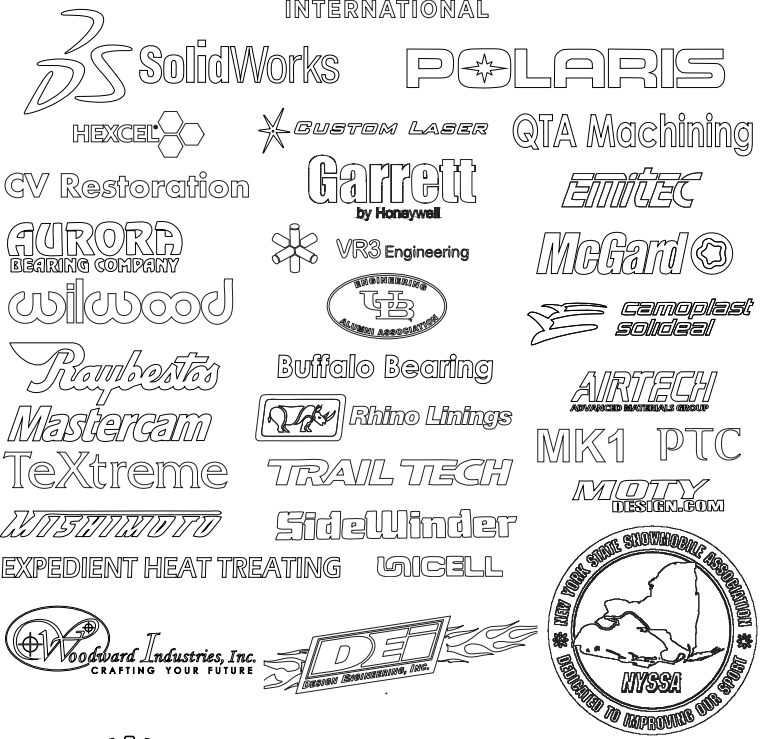 INTERNATIONAL
SolidWorks
POLARIS
HEXCEL
CUSTOM LASER
QTA Machining
CV Restoration
Garrett
by Honeywell
EMITEC
AURORA
BEARING COMPANY
VR3 Engineering
McGard
wilwood
ENGINEERING
UB
ALUMNI ASSOCIATION
camoplast
solideal
Raybestos
Buffalo Bearing
AIRTECH
ADVANCED MATERIALS GROUP
Mastercam
Rhino Linings
MK1
PTC
TeXtreme
TRAIL TECH
MOTY
DESIGN.COM
MISHIMOTO
SideWinder
EXPEDIENT HEAT TREATING
UNICELL
NEW YORK STATE SNOWMOBILE ASSOCIATION
NYSSA
DEDICATED TO IMPROVING OUR SPORT
Woodward Industries, Inc.
CRAFTING YOUR FUTURE
DEi
DESIGN ENGINEERING, INC.